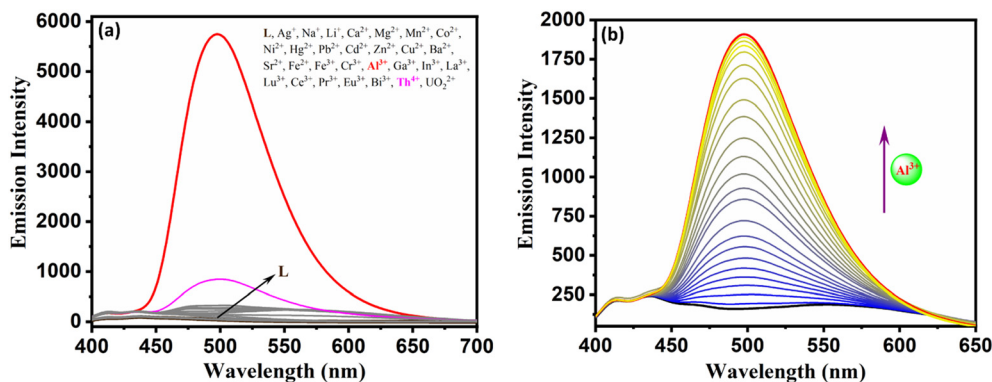 (a)
L, Ag⁺, Na⁺, Li⁺, Ca²⁺, Mg²⁺, Mn²⁺, Co²⁺,
Ni²⁺, Hg²⁺, Pb²⁺, Cd²⁺, Zn²⁺, Cu²⁺, Ba²⁺,
Sr²⁺, Fe²⁺, Fe³⁺, Cr³⁺, Al³⁺, Ga³⁺, In³⁺, La³⁺,
Lu³⁺, Ce³⁺, Pr³⁺, Eu³⁺, Bi³⁺, Th⁴⁺, UO₂²⁺
6000
5000
4000
3000
2000
1000
0
Emission Intensity
L
400 450 500 550 600 650 700
Wavelength (nm)
(b)
2000
1750
1500
1250
1000
750
500
250
Emission Intensity
Al³⁺
400 450 500 550 600 650
Wavelength (nm)